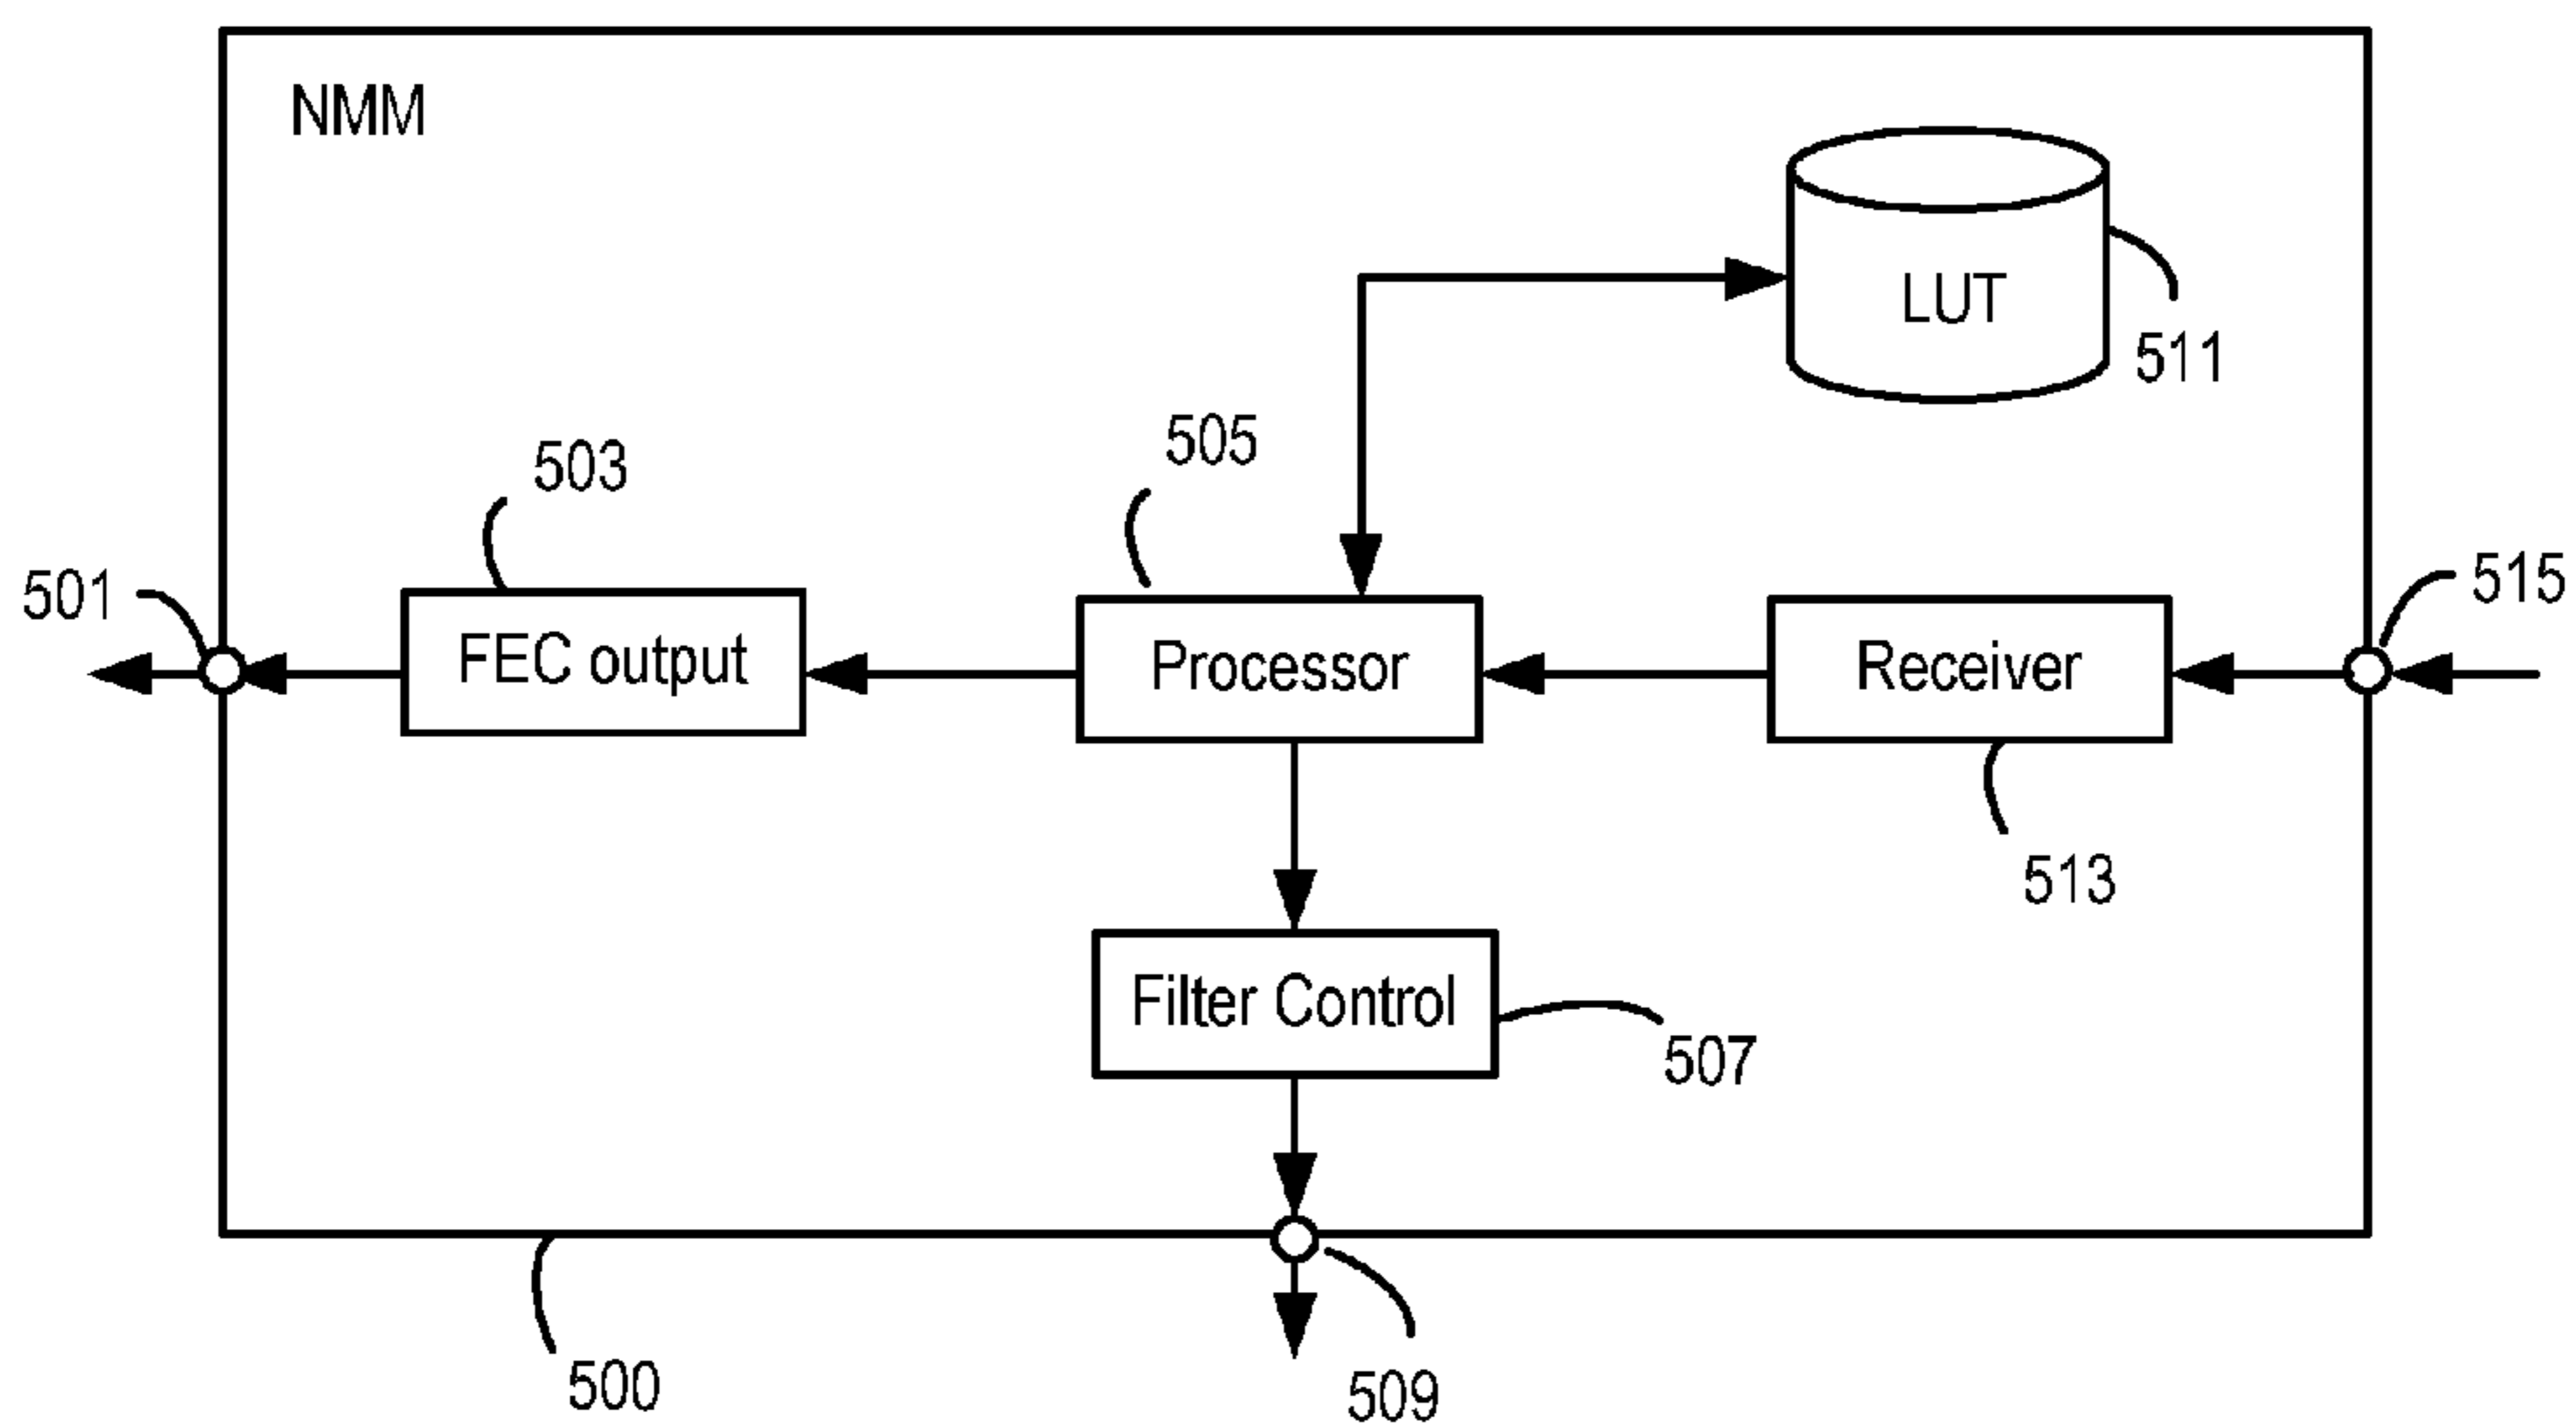 NMM
LUT
511
505
503
515
501
FEC output
Processor
Receiver
513
Filter Control
507
500
509